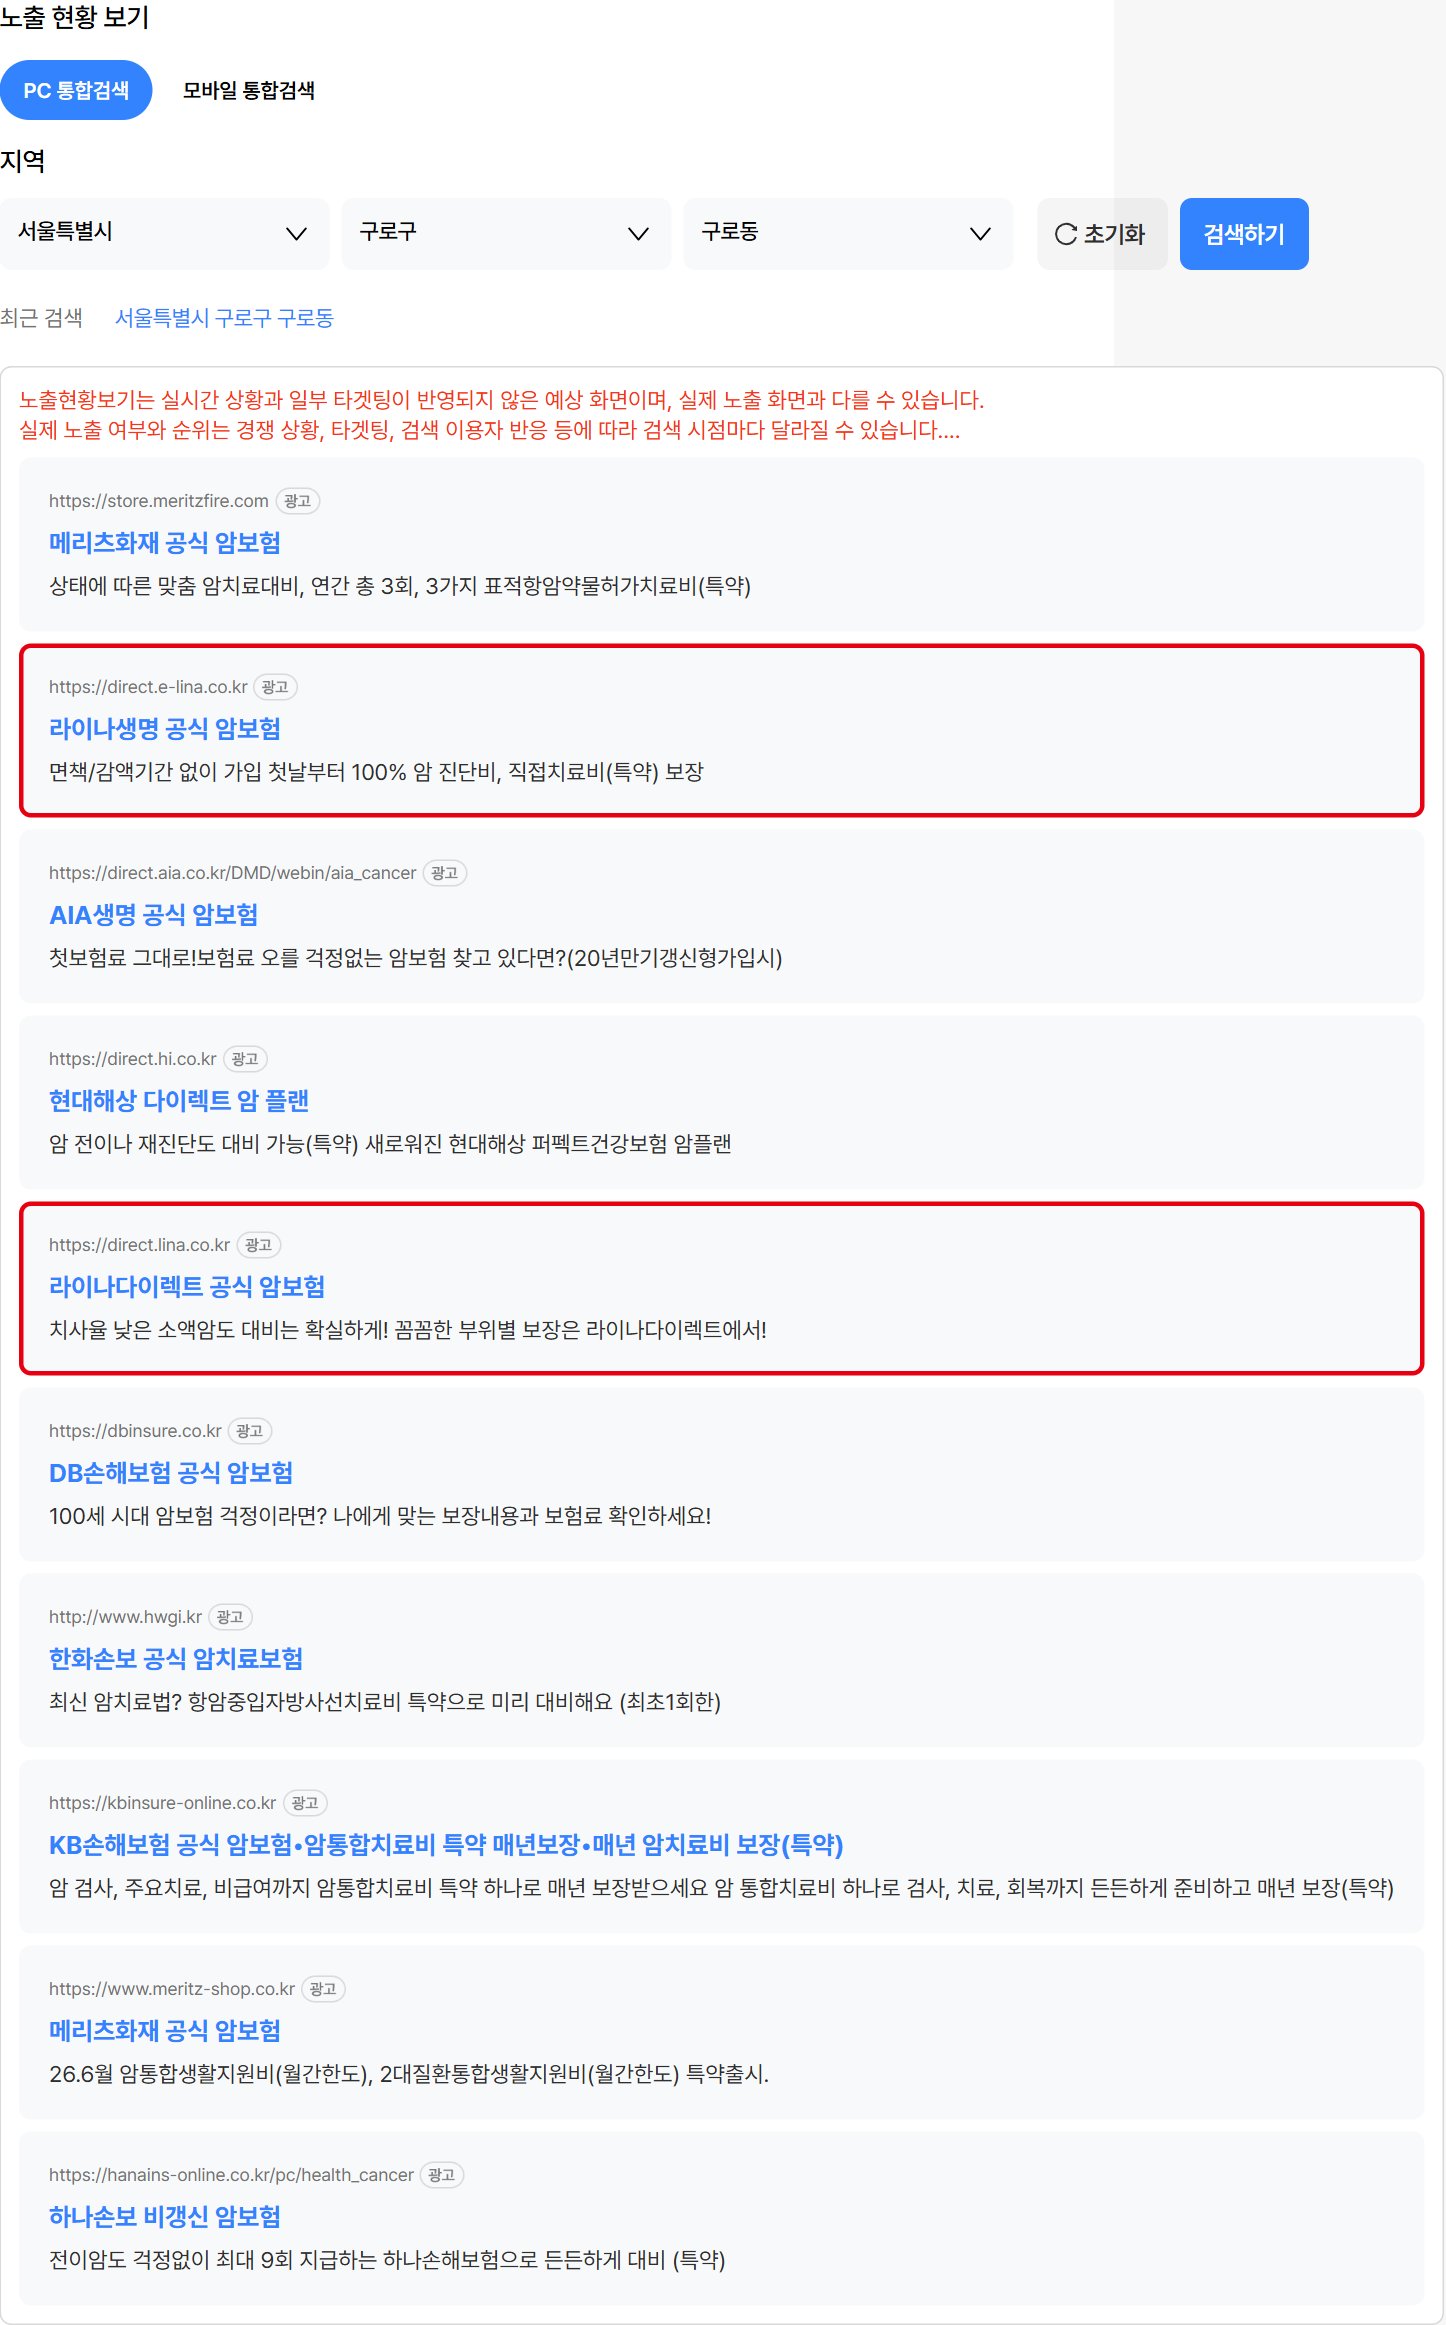 노출 현황 보기
PC 통합검색 모바일 통합검색
지역
서울특별시 구로구 구로동 초기화 검색하기
최근 검색 서울특별시 구로구 구로동
노출현황보기는 실시간 상황과 일부 타겟팅이 반영되지 않은 예상 화면이며, 실제 노출 화면과 다를 수 있습니다.
실제 노출 여부와 순위는 경쟁 상황, 타겟팅, 검색 이용자 반응 등에 따라 검색 시점마다 달라질 수 있습니다....
https://store.meritzfire.com 광고
메리츠화재 공식 암보험
상태에 따른 맞춤 암치료대비, 연간 총 3회, 3가지 표적항암약물허가치료비(특약)
https://direct.e-lina.co.kr 광고
라이나생명 공식 암보험
면책/감액기간 없이 가입 첫날부터 100% 암 진단비, 직접치료비(특약) 보장
https://direct.aia.co.kr/DMD/webin/aia_cancer 광고
AIA생명 공식 암보험
첫보험료 그대로!보험료 오를 걱정없는 암보험 찾고 있다면?(20년만기갱신형가입시)
https://direct.hi.co.kr 광고
현대해상 다이렉트 암 플랜
암 전이나 재진단도 대비 가능(특약) 새로워진 현대해상 퍼펙트건강보험 암플랜
https://direct.lina.co.kr 광고
라이나다이렉트 공식 암보험
치사율 낮은 소액암도 대비는 확실하게! 꼼꼼한 부위별 보장은 라이나다이렉트에서!
https://dbinsure.co.kr 광고
DB손해보험 공식 암보험
100세 시대 암보험 걱정이라면? 나에게 맞는 보장내용과 보험료 확인하세요!
http://www.hwgi.kr 광고
한화손보 공식 암치료보험
최신 암치료법? 항암중입자방사선치료비 특약으로 미리 대비해요 (최초1회한)
https://kbinsure-online.co.kr 광고
KB손해보험 공식 암보험•암통합치료비 특약 매년보장•매년 암치료비 보장(특약)
암 검사, 주요치료, 비급여까지 암통합치료비 특약 하나로 매년 보장받으세요 암 통합치료비 하나로 검사, 치료, 회복까지 든든하게 준비하고 매년 보장(특약)
https://www.meritz-shop.co.kr 광고
메리츠화재 공식 암보험
26.6월 암통합생활지원비(월간한도), 2대질환통합생활지원비(월간한도) 특약출시.
https://hanains-online.co.kr/pc/health_cancer 광고
하나손보 비갱신 암보험
전이암도 걱정없이 최대 9회 지급하는 하나손해보험으로 든든하게 대비 (특약)